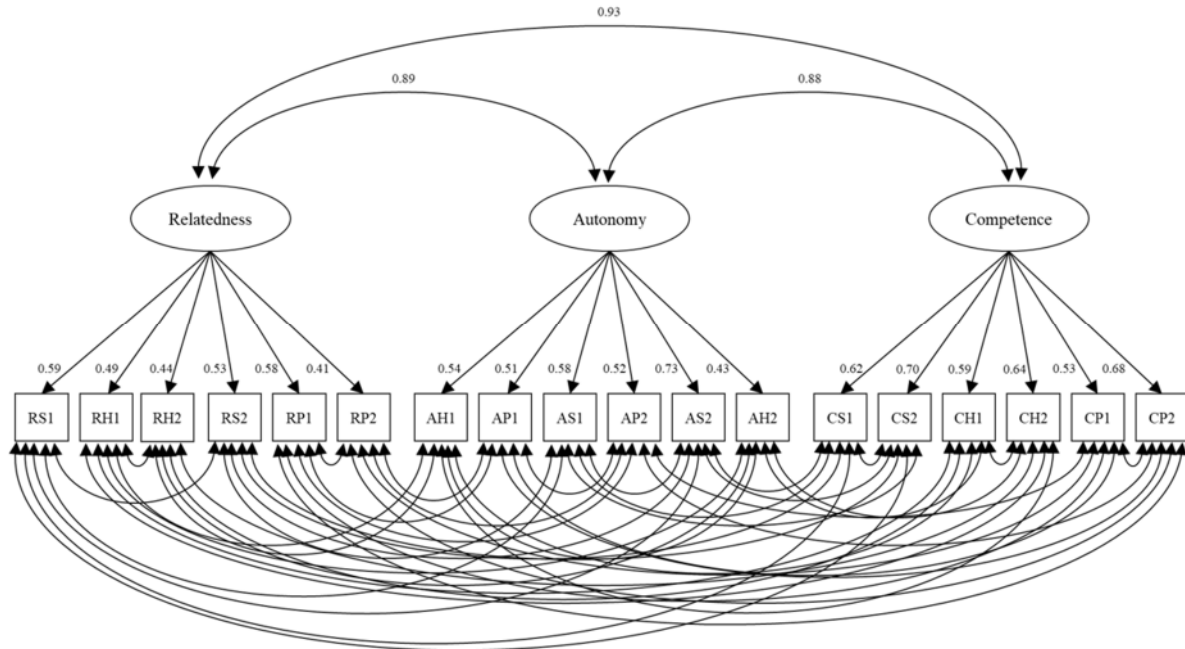 0.93
0.89 0.88
Relatedness Autonomy Competence
0.59 0.49 0.44 0.53 0.58 0.41 0.54 0.51 0.58 0.52 0.73 0.43 0.62 0.70 0.59 0.64 0.53 0.68
RS1 RH1 RH2 RS2 RP1 RP2 AH1 AP1 AS1 AP2 AS2 AH2 CS1 CS2 CH1 CH2 CP1 CP2